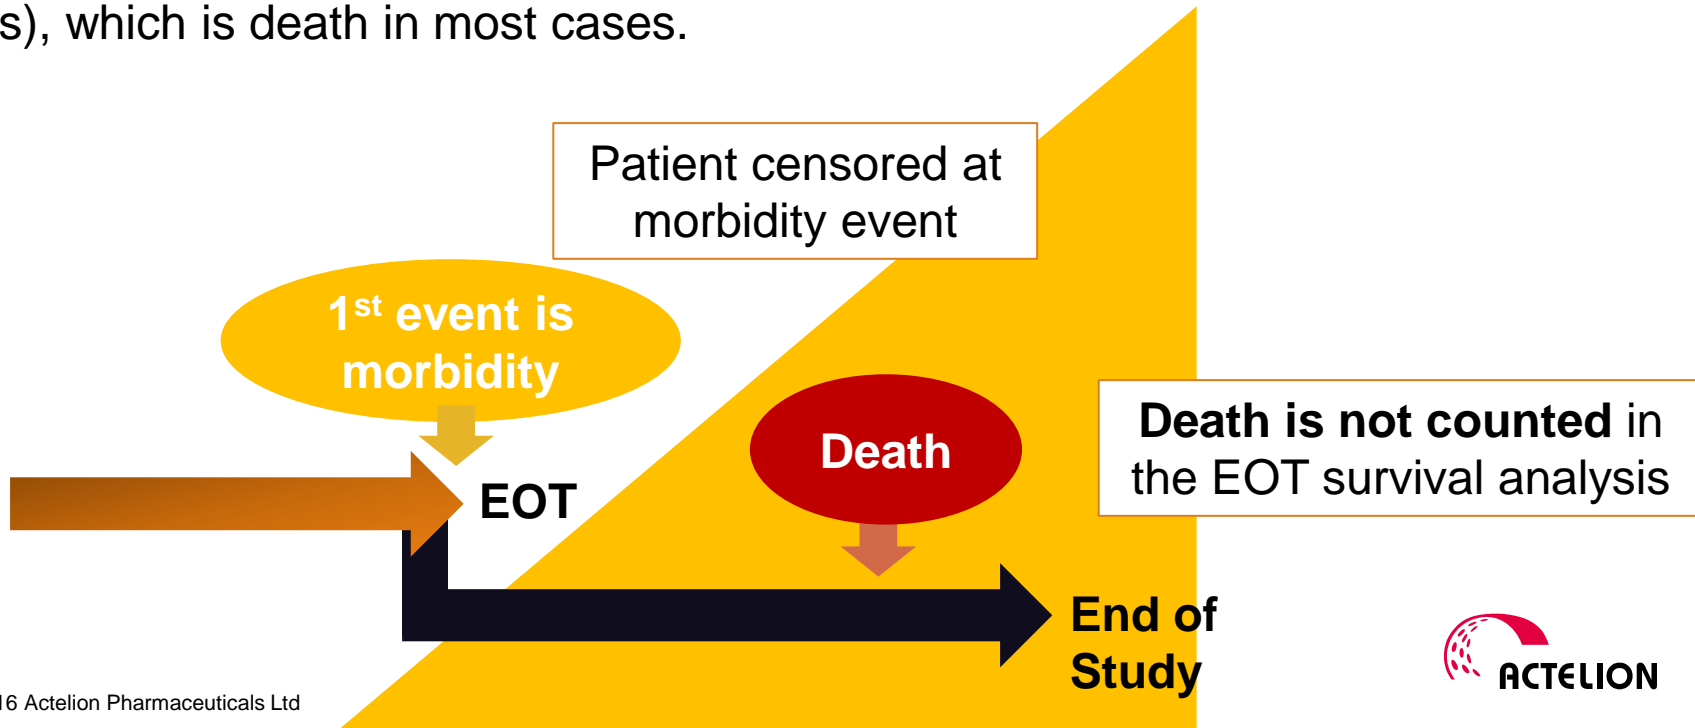 s), which is death in most cases.
Patient censored at
morbidity event
1st event is
morbidity
Death
Death is not counted in
the EOT survival analysis
EOT
End of
Study
ACTELION
16 Actelion Pharmaceuticals Ltd